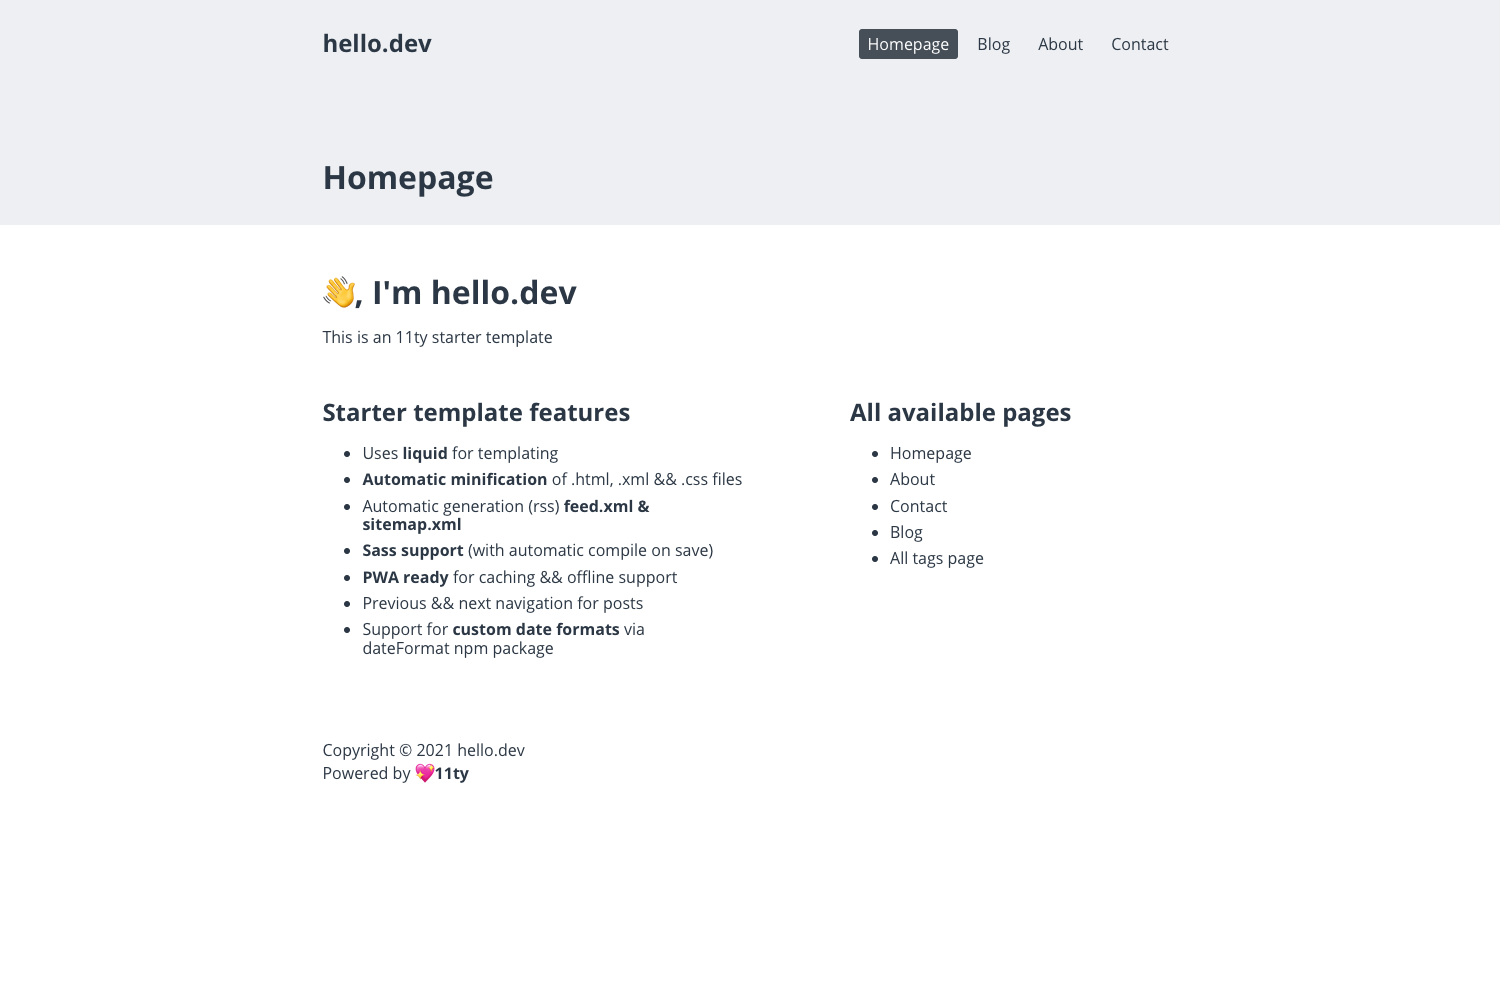 hello.dev
Homepage Blog About Contact
Homepage
👋, I'm hello.dev
This is an 11ty starter template
Starter template features
Uses liquid for templating
Automatic minification of .html, .xml && .css files
Automatic generation (rss) feed.xml &
sitemap.xml
Sass support (with automatic compile on save)
PWA ready for caching && offline support
Previous && next navigation for posts
Support for custom date formats via
dateFormat npm package
All available pages
Homepage
About
Contact
Blog
All tags page
Copyright © 2021 hello.dev
Powered by 💖11ty